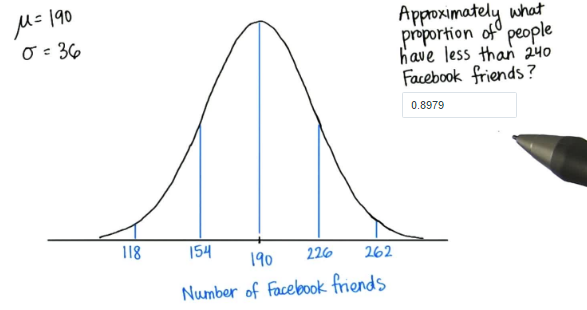 μ = 190
σ = 36
Approximately what
proportion of people
have less than 240
Facebook friends?
0.8979
118 154 190 226 262
Number of Facebook friends